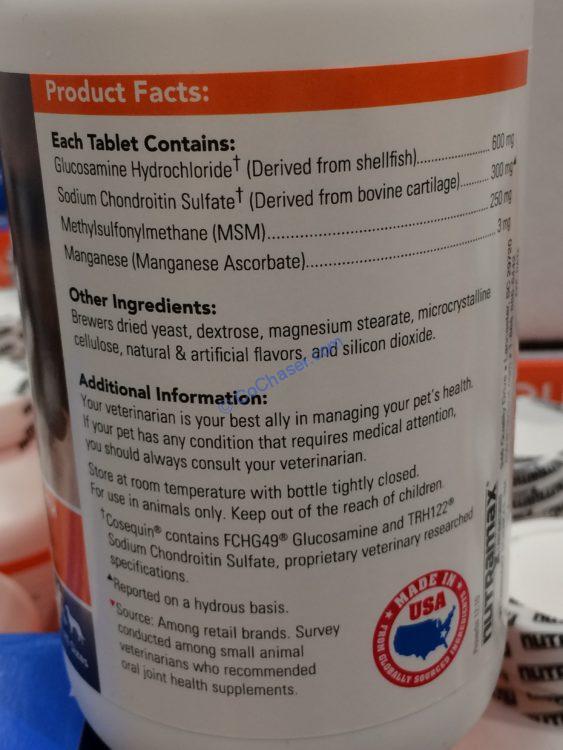 Product Facts:
Each Tablet Contains:
Glucosamine Hydrochloride† (Derived from shellfish)........................ 600 mg
Sodium Chondroitin Sulfate† (Derived from bovine cartilage)........... 300 mg▲
Methylsulfonylmethane (MSM)........................................................ 250 mg
Manganese (Manganese Ascorbate)................................................ 3 mg
Other Ingredients:
Brewers dried yeast, dextrose, magnesium stearate, microcrystalline
cellulose, natural & artificial flavors, and silicon dioxide.
Additional Information:
Your veterinarian is your best ally in managing your pet's health.
If your pet has any condition that requires medical attention,
you should always consult your veterinarian.
Store at room temperature with bottle tightly closed.
For use in animals only. Keep out of the reach of children.
†Cosequin® contains FCHG49® Glucosamine and TRH122®
Sodium Chondroitin Sulfate, proprietary veterinary researched
specifications.
▲Reported on a hydrous basis.
▼Source: Among retail brands. Survey
conducted among small animal
veterinarians who recommended
oral joint health supplements.
MADE IN
USA
FROM GLOBALLY SOURCED INGREDIENTS
nutramax®
CoChaser.com